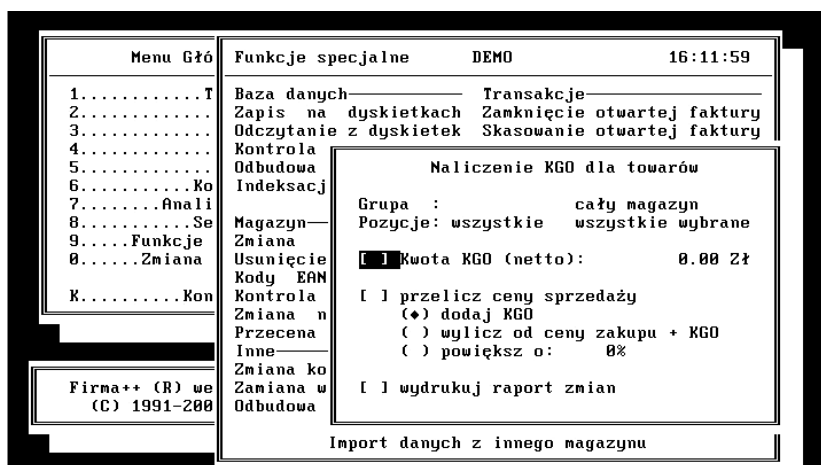 Menu Głó
1............T
2............
3............
4............
5............
6..........Ko
7........Anali
8...........Se
9.....Funkcje
0......Zmiana
K..........Kon
Firma++ (R) we
(C) 1991-200
Funkcje specjalne DEMO 16:11:59
Baza danych Transakcje
Zapis na dyskietkach Zamknięcie otwartej faktury
Odczytanie z dyskietek Skasowanie otwartej faktury
Kontrola
Odbudowa
Indeksacj
Magazyn
Zmiana
Usunięcie
Kody EAN
Kontrola
Zmiana n
Przecena
Inne
Zmiana ko
Zamiana w
Odbudowa
Import danych z innego magazynu
Naliczenie KGO dla towarów
Grupa : cały magazyn
Pozycje: wszystkie wszystkie wybrane
[ ] Kwota KGO (netto): 0.00 Zł
[ ] przelicz ceny sprzedaży
(♦) dodaj KGO
( ) wylicz od ceny zakupu + KGO
( ) powiększ o: 0%
[ ] wydrukuj raport zmian